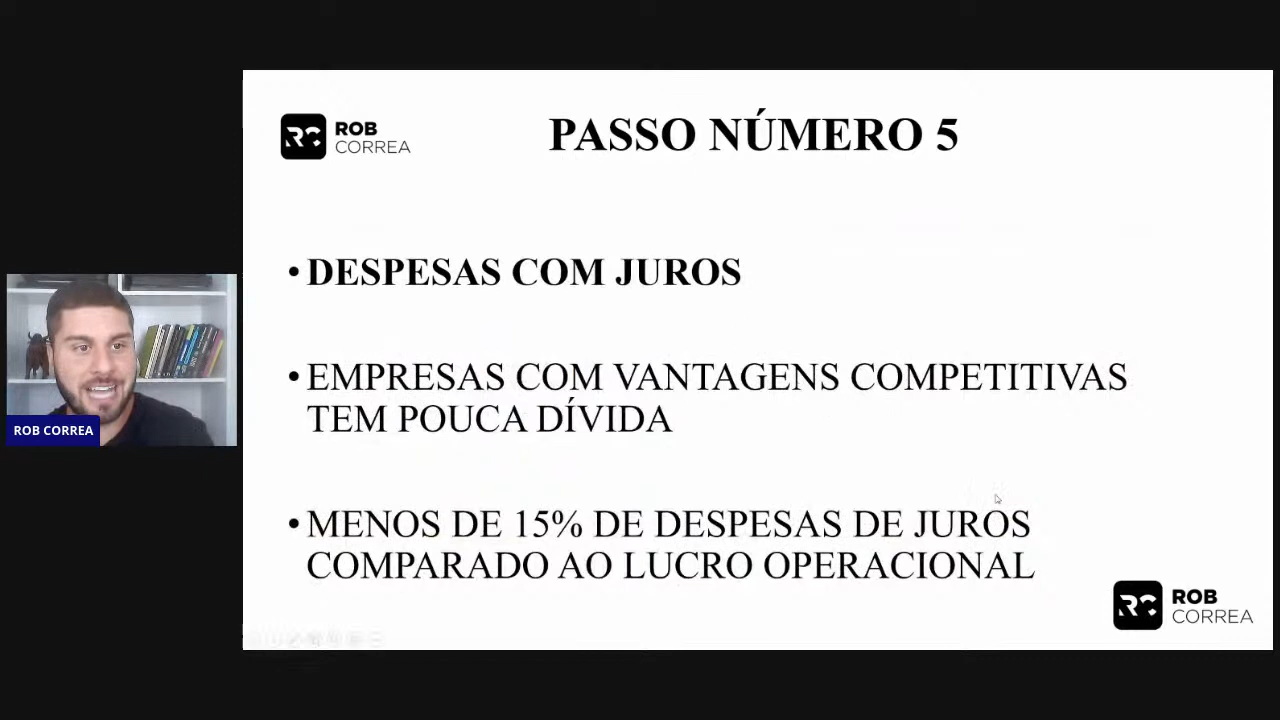 ROB
CORREA
PASSO NÚMERO 5
• DESPESAS COM JUROS
• EMPRESAS COM VANTAGENS COMPETITIVAS
TEM POUCA DÍVIDA
• MENOS DE 15% DE DESPESAS DE JUROS
COMPARADO AO LUCRO OPERACIONAL
ROB CORREA
ROB
CORREA